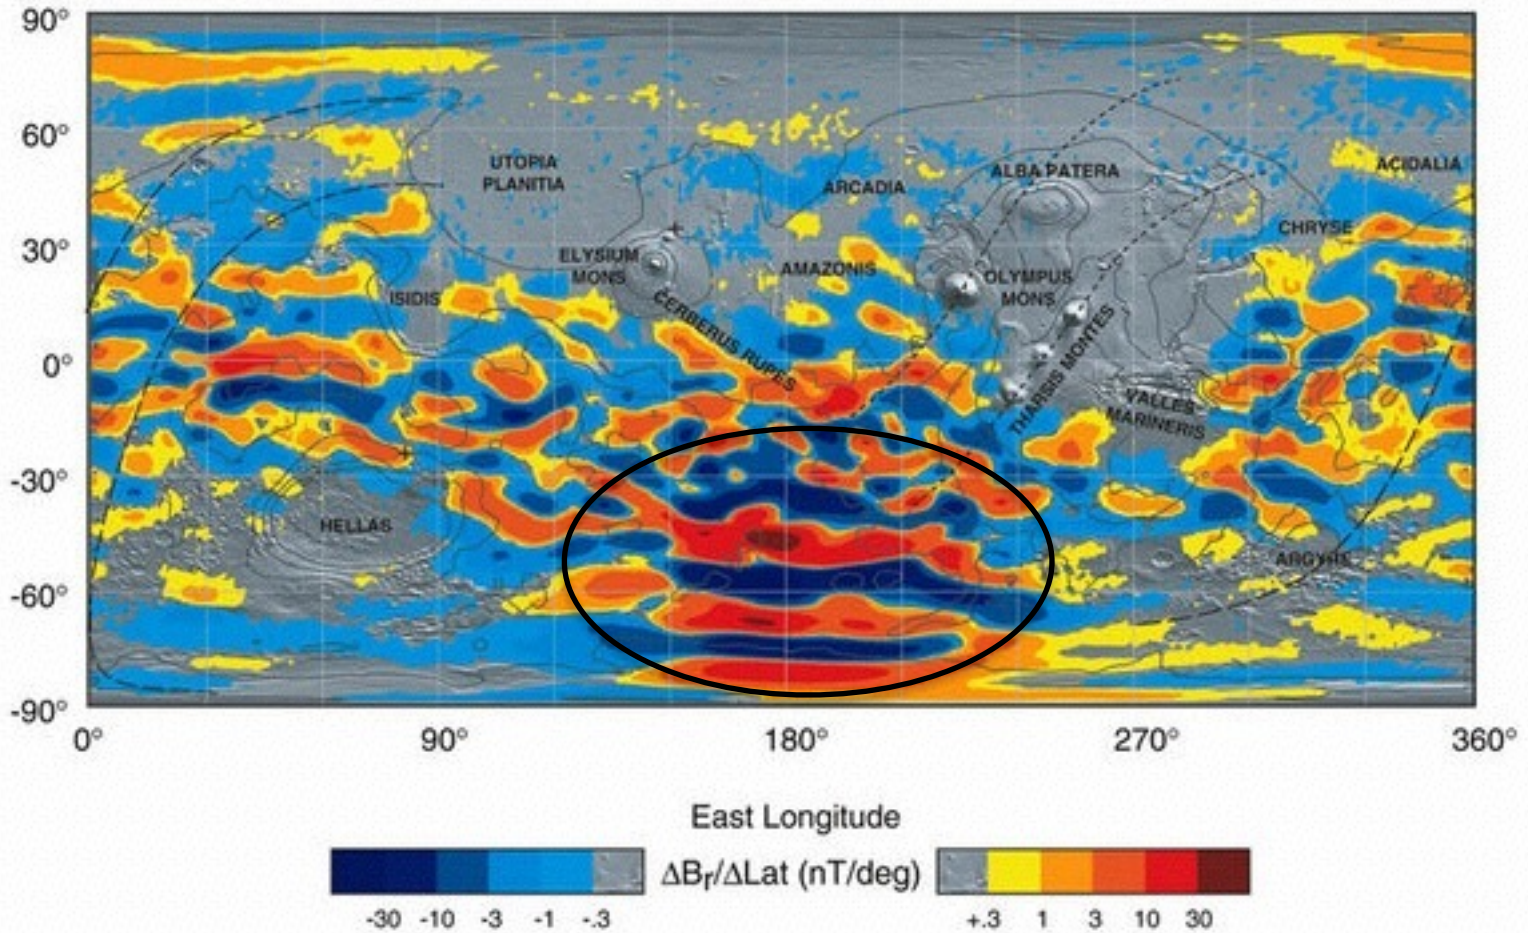 90°
60°
30°
0°
-30°
-60°
-90°
UTOPIA
PLANITIA
ARCADIA
ALBA PATERA
ACIDALIA
CHRYSE
ELYSIUM
MONS
AMAZONIS
OLYMPUS
MONS
ISIDIS
CERBERUS RUPES
THARSIS MONTES
VALLES
MARINERIS
HELLAS
ARGYRE
0°
90°
180°
270°
360°
East Longitude
ΔBr/ΔLat (nT/deg)
-30 -10 -3 -1 -.3
+.3 1 3 10 30